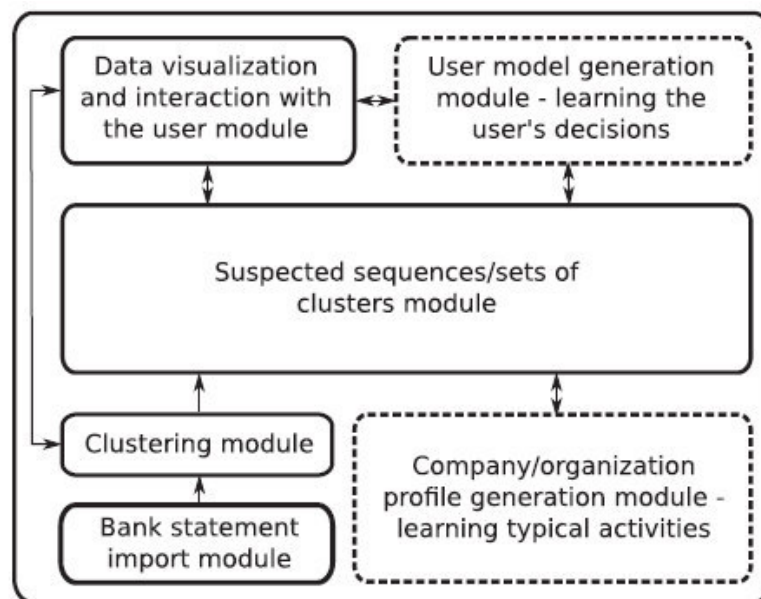 Data visualization
and interaction with
the user module
User model generation
module - learning the
user's decisions
Suspected sequences/sets of
clusters module
Clustering module
Bank statement
import module
Company/organization
profile generation module -
learning typical activities